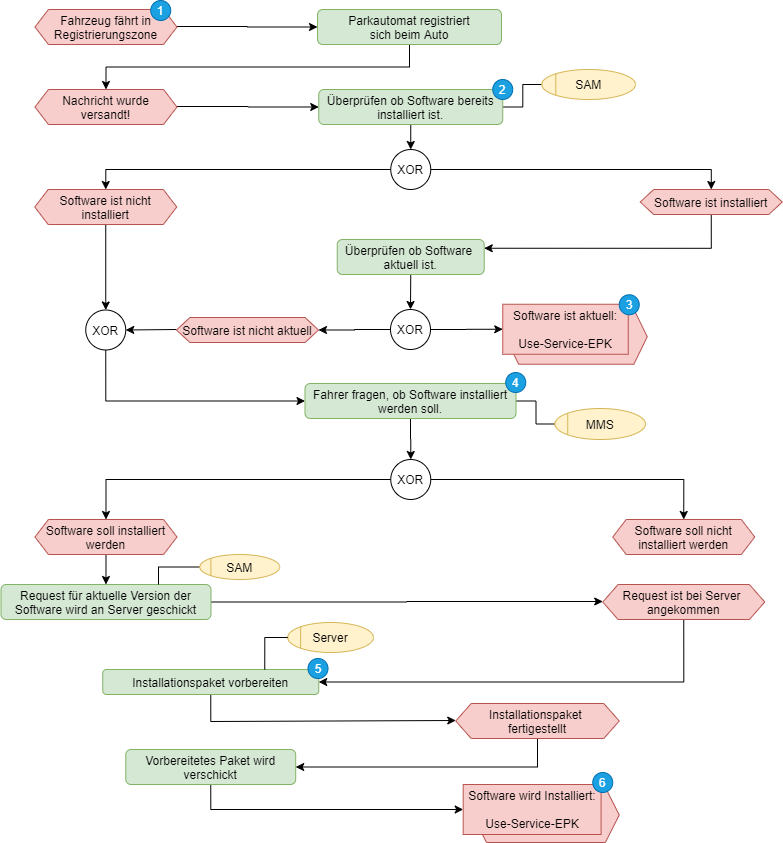 1
Fahrzeug fährt in
Registrierungszone
Parkautomat registriert
sich beim Auto
Nachricht wurde
versandt!
2
Überprüfen ob Software bereits
installiert ist.
SAM
XOR
Software ist nicht
installiert
Software ist installiert
Überprüfen ob Software
aktuell ist.
XOR
Software ist nicht aktuell
XOR
3
Software ist aktuell:
Use-Service-EPK
4
Fahrer fragen, ob Software installiert
werden soll.
MMS
XOR
Software soll installiert
werden
Software soll nicht
installiert werden
SAM
Request für aktuelle Version der
Software wird an Server geschickt
Request ist bei Server
angekommen
Server
5
Installationspaket vorbereiten
Installationspaket
fertigestellt
Vorbereitetes Paket wird
verschickt
6
Software wird Installiert:
Use-Service-EPK